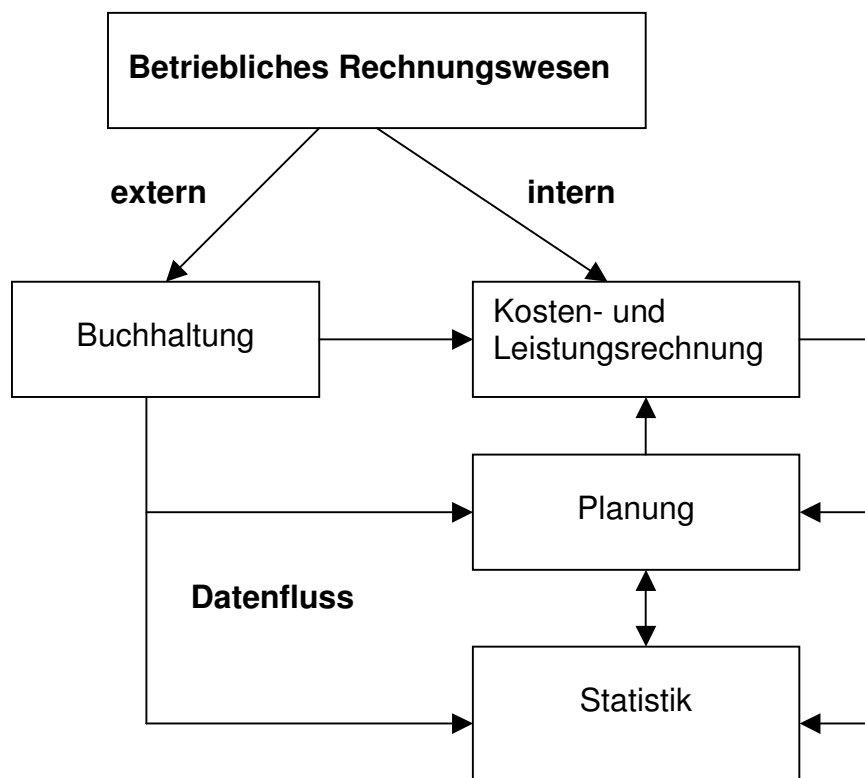 Betriebliches Rechnungswesen
extern
intern
Buchhaltung
Kosten- und
Leistungsrechnung
Planung
Datenfluss
Statistik